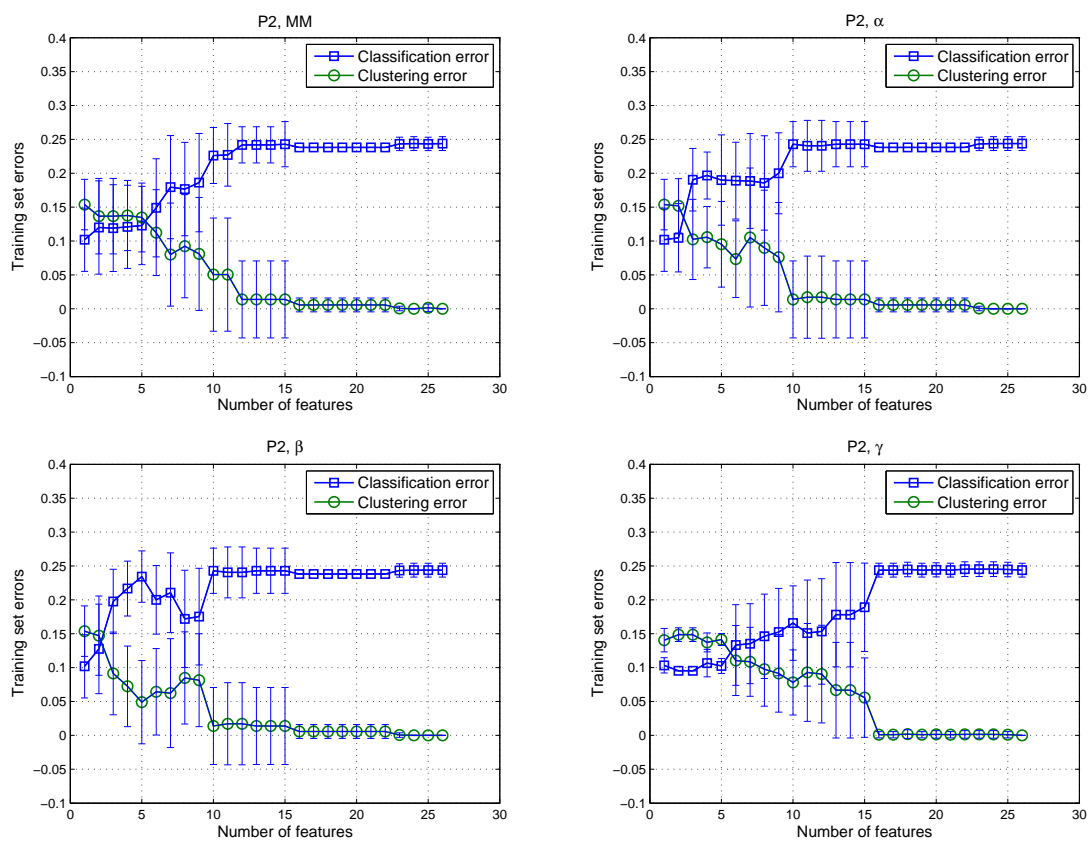 P2, MM
Classification error
Clustering error
0.4
0.35
0.3
0.25
0.2
0.15
0.1
0.05
0
−0.05
−0.1
Training set errors
0 5 10 15 20 25 30
Number of features
P2, α
Classification error
Clustering error
0.4
0.35
0.3
0.25
0.2
0.15
0.1
0.05
0
−0.05
−0.1
Training set errors
0 5 10 15 20 25 30
Number of features
P2, β
Classification error
Clustering error
0.4
0.35
0.3
0.25
0.2
0.15
0.1
0.05
0
−0.05
−0.1
Training set errors
0 5 10 15 20 25 30
Number of features
P2, γ
Classification error
Clustering error
0.4
0.35
0.3
0.25
0.2
0.15
0.1
0.05
0
−0.05
−0.1
Training set errors
0 5 10 15 20 25 30
Number of features